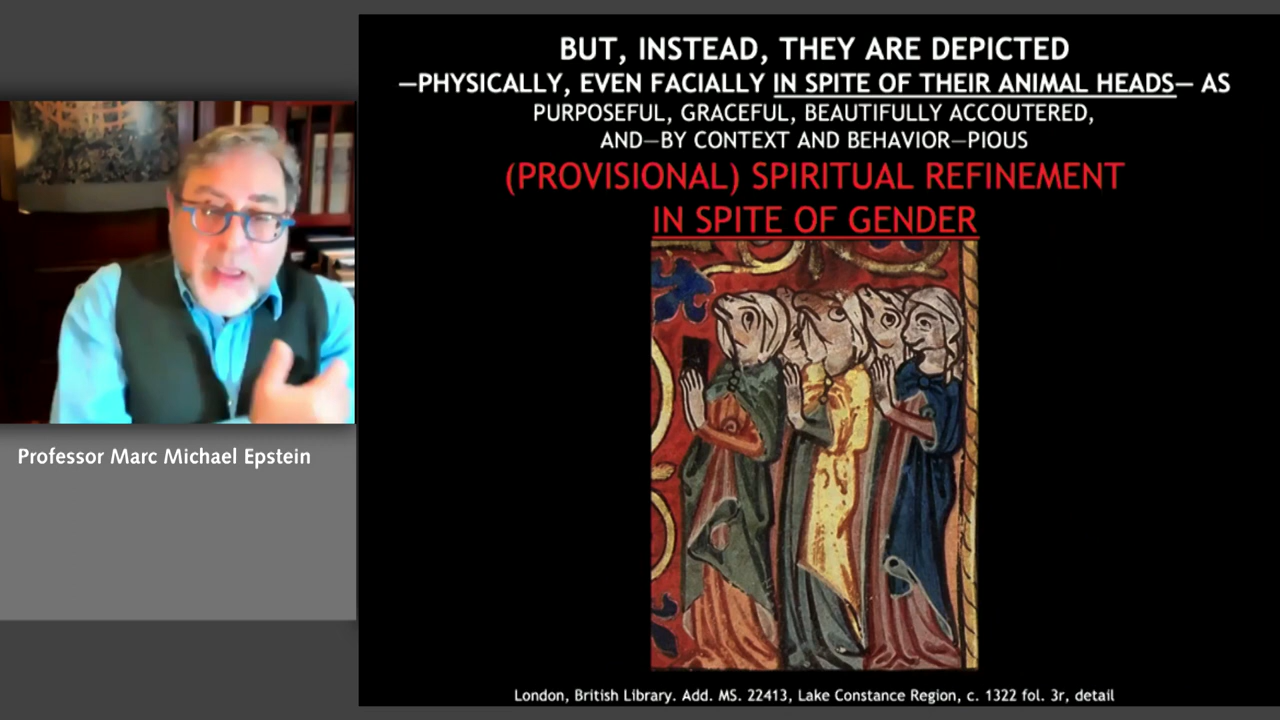 BUT, INSTEAD, THEY ARE DEPICTED
—PHYSICALLY, EVEN FACIALLY IN SPITE OF THEIR ANIMAL HEADS— AS
PURPOSEFUL, GRACEFUL, BEAUTIFULLY ACCOUTERED,
AND—BY CONTEXT AND BEHAVIOR—PIOUS
(PROVISIONAL) SPIRITUAL REFINEMENT
IN SPITE OF GENDER
Professor Marc Michael Epstein
London, British Library. Add. MS. 22413, Lake Constance Region, c. 1322 fol. 3r, detail